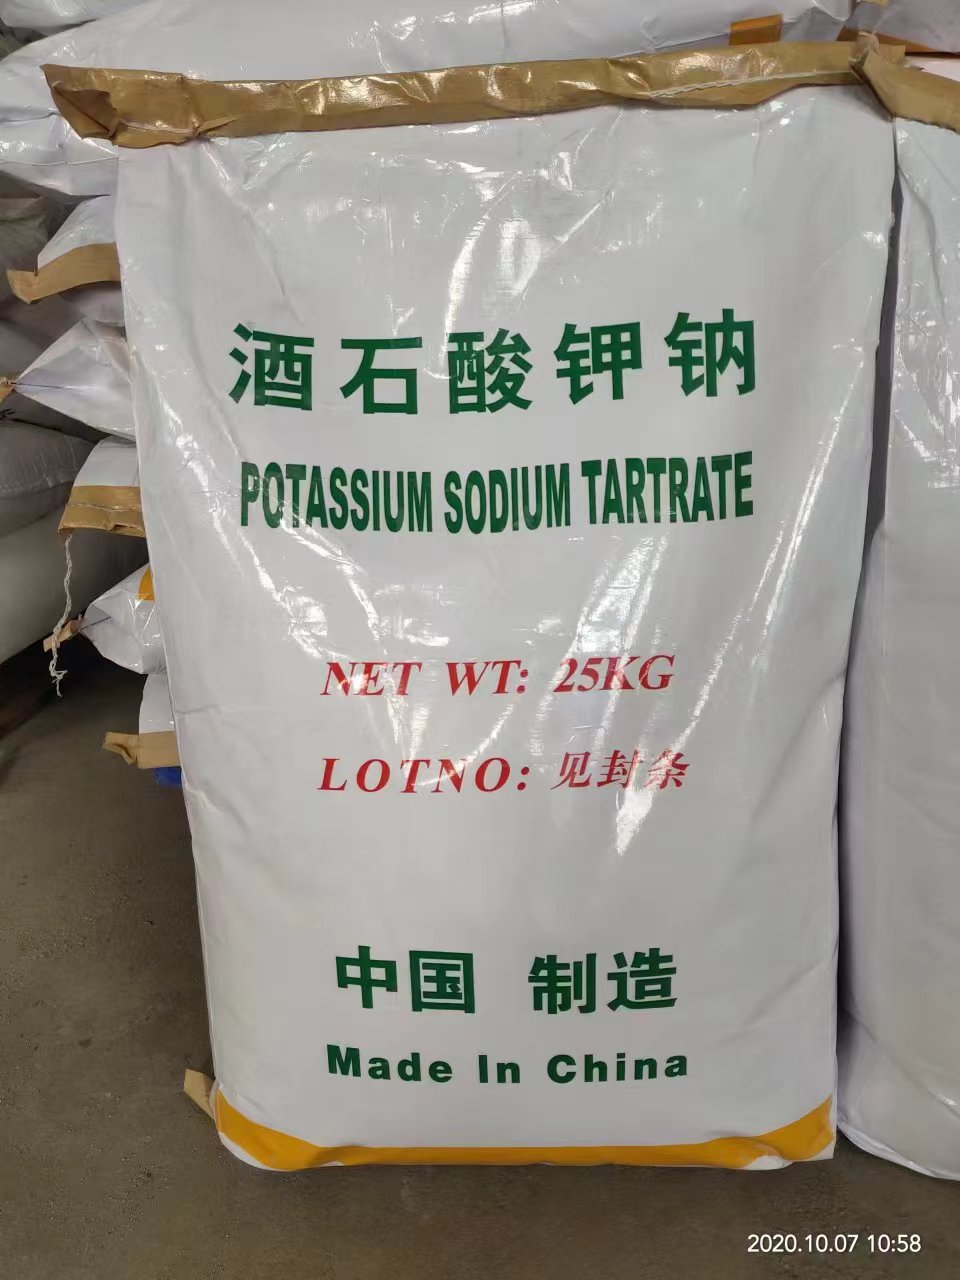 酒石酸钾钠
POTASSIUM SODIUM TARTRATE
NET WT: 25KG
LOTNO: 见封条
中国 制造
Made In China
2020.10.07 10:58